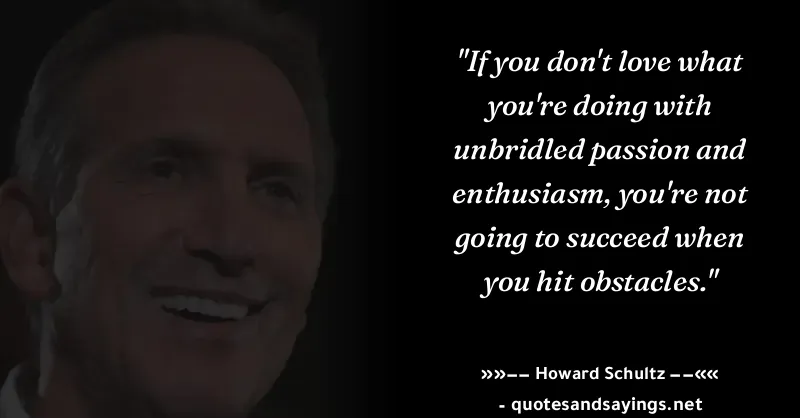 "If you don't love what
you're doing with
unbridled passion and
enthusiasm, you're not
going to succeed when
you hit obstacles."
»»–– Howard Schultz ––««
- quotesandsayings.net